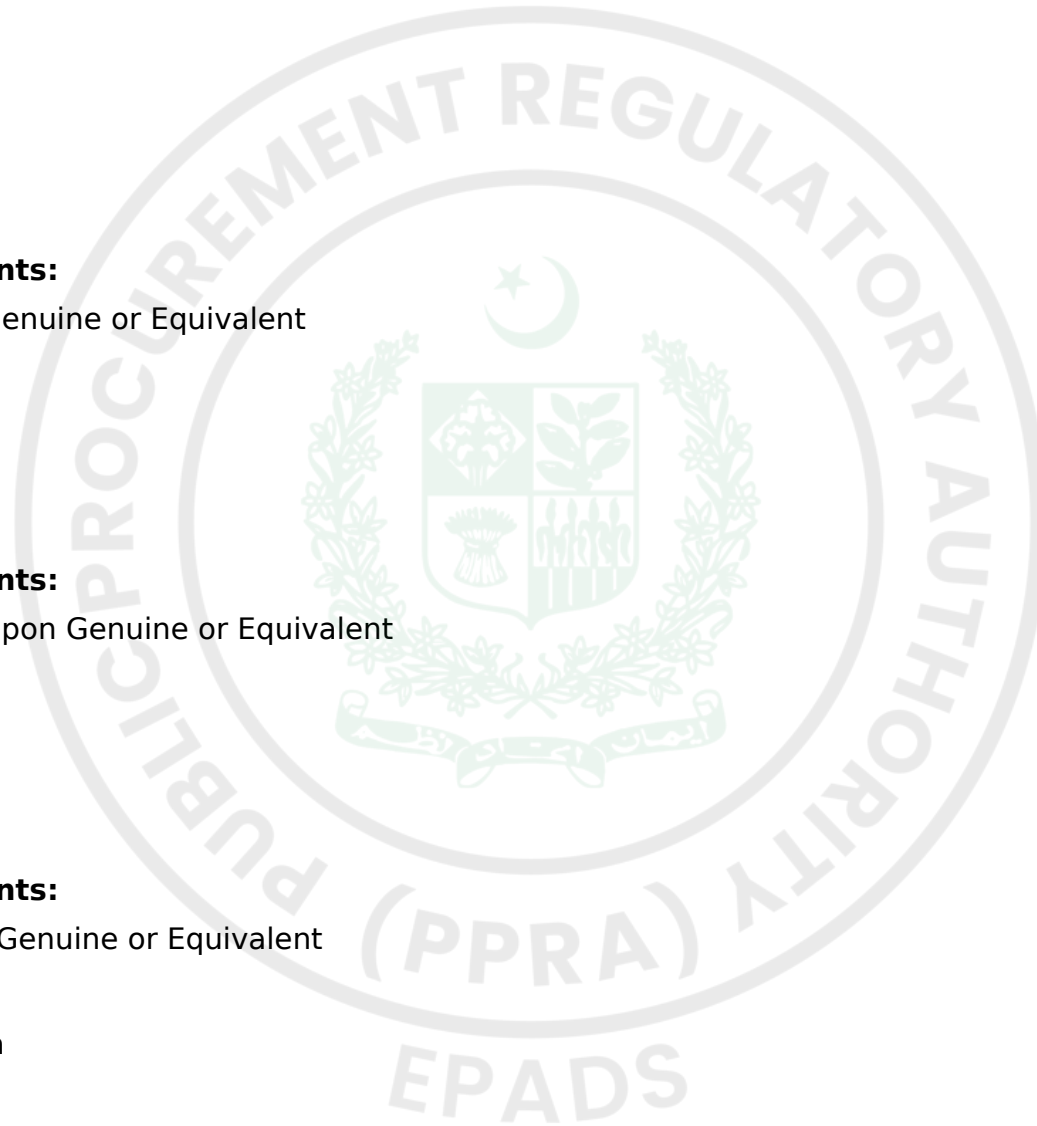 PUBLIC PROCUREMENT REGULATORY AUTHORITY
(PPRA)
nts:
enuine or Equivalent
nts:
pon Genuine or Equivalent
nts:
Genuine or Equivalent
EPADS